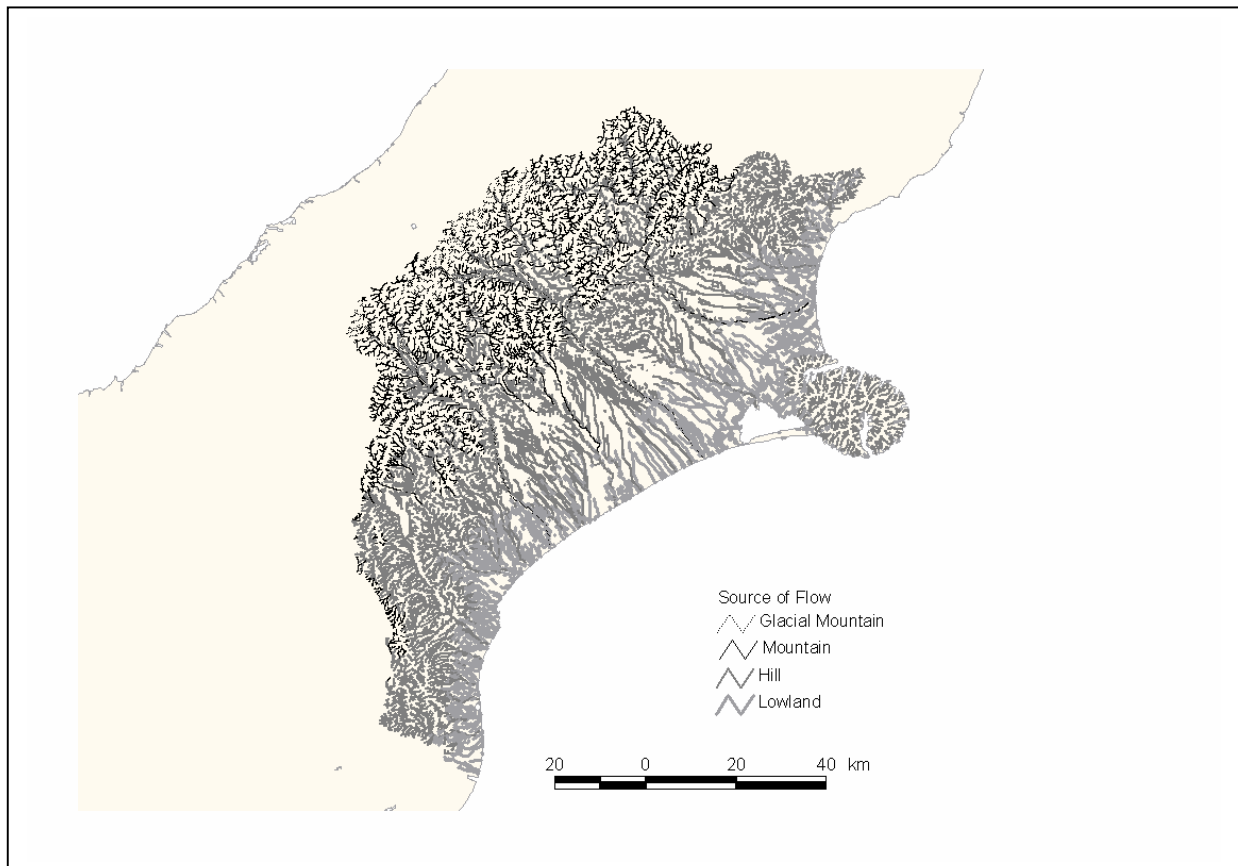 Source of Flow
Glacial Mountain
Mountain
Hill
Lowland
20 0 20 40 km